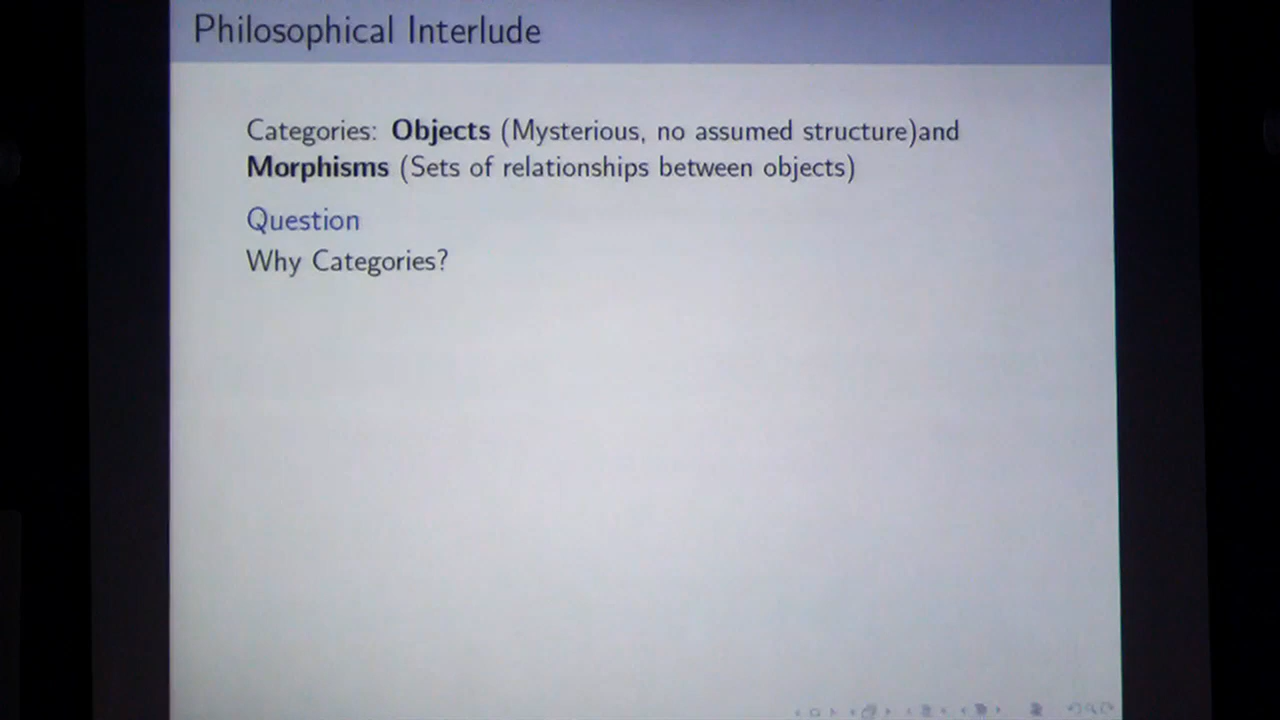 Philosophical Interlude
Categories: Objects (Mysterious, no assumed structure)and
Morphisms (Sets of relationships between objects)
Question
Why Categories?